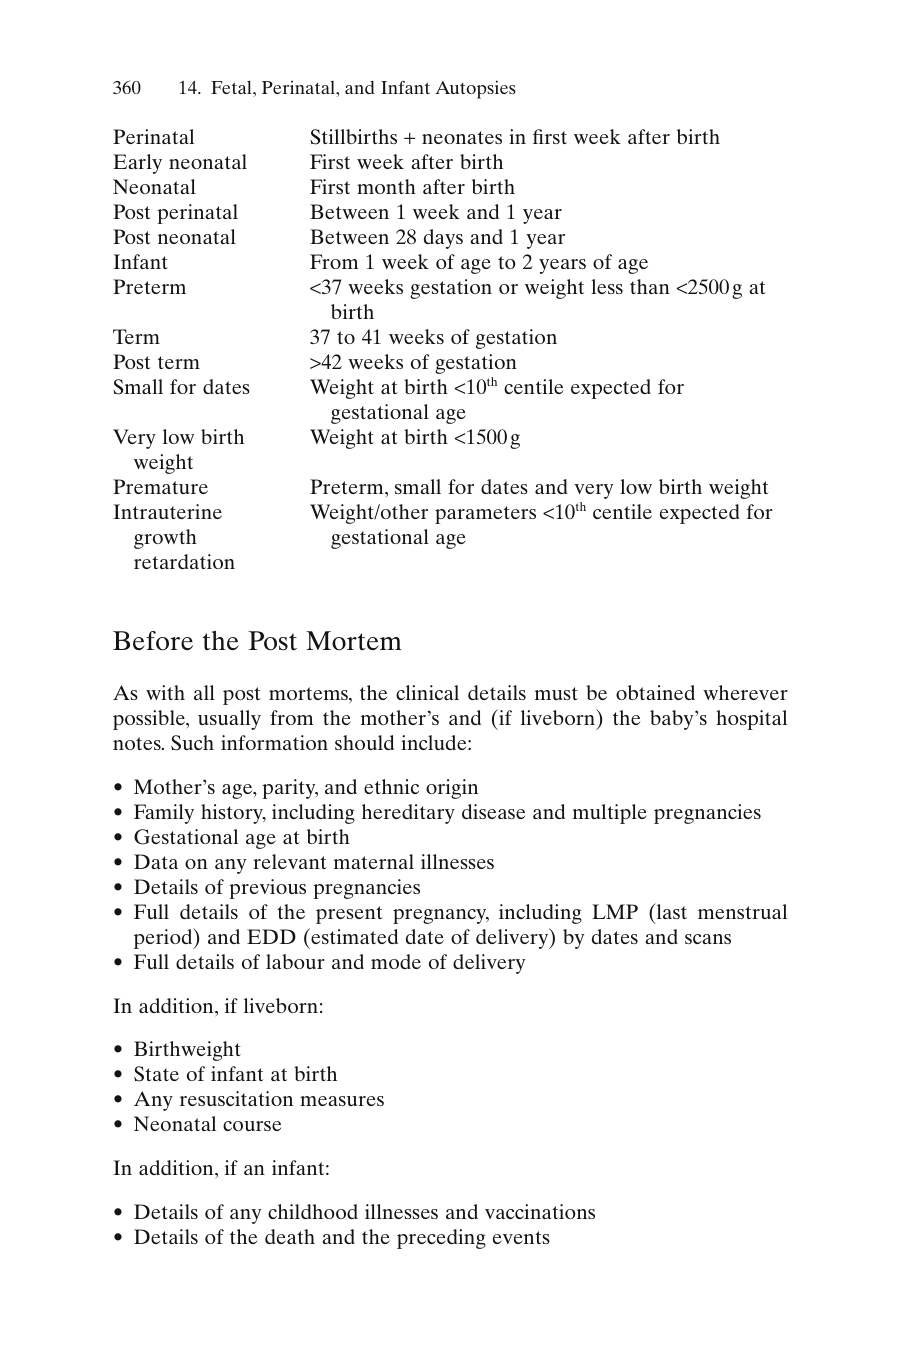 360 14. Fetal, Perinatal, and Infant Autopsies
Perinatal Stillbirths + neonates in first week after birth
Early neonatal First week after birth
Neonatal First month after birth
Post perinatal Between 1 week and 1 year
Post neonatal Between 28 days and 1 year
Infant From 1 week of age to 2 years of age
Preterm <37 weeks gestation or weight less than <2500 g at
birth
Term 37 to 41 weeks of gestation
Post term >42 weeks of gestation
Small for dates Weight at birth <10th centile expected for
gestational age
Very low birth Weight at birth <1500 g
weight
Premature Preterm, small for dates and very low birth weight
Intrauterine Weight/other parameters <10th centile expected for
growth gestational age
retardation
Before the Post Mortem
As with all post mortems, the clinical details must be obtained wherever
possible, usually from the mother’s and (if liveborn) the baby’s hospital
notes. Such information should include:
• Mother’s age, parity, and ethnic origin
• Family history, including hereditary disease and multiple pregnancies
• Gestational age at birth
• Data on any relevant maternal illnesses
• Details of previous pregnancies
• Full details of the present pregnancy, including LMP (last menstrual
period) and EDD (estimated date of delivery) by dates and scans
• Full details of labour and mode of delivery
In addition, if liveborn:
• Birthweight
• State of infant at birth
• Any resuscitation measures
• Neonatal course
In addition, if an infant:
• Details of any childhood illnesses and vaccinations
• Details of the death and the preceding events